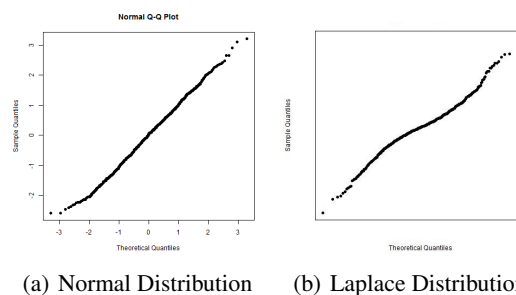 Normal Q-Q Plot
Sample Quantiles
3
2
1
0
-1
-2
-3 -2 -1 0 1 2 3
Theoretical Quantiles
Sample Quantiles
Theoretical Quantiles
(a) Normal Distribution
(b) Laplace Distribution